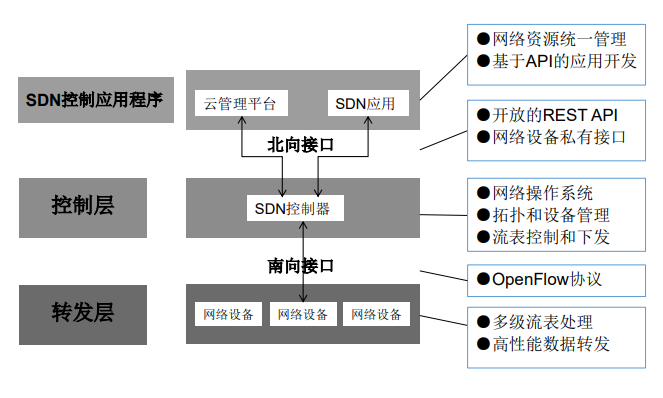 ●网络资源统一管理
●基于API的应用开发
SDN控制应用程序
云管理平台
SDN应用
●开放的REST API
●网络设备私有接口
北向接口
控制层
SDN控制器
●网络操作系统
●拓扑和设备管理
●流表控制和下发
南向接口
●OpenFlow协议
转发层
网络设备
网络设备
网络设备
●多级流表处理
●高性能数据转发